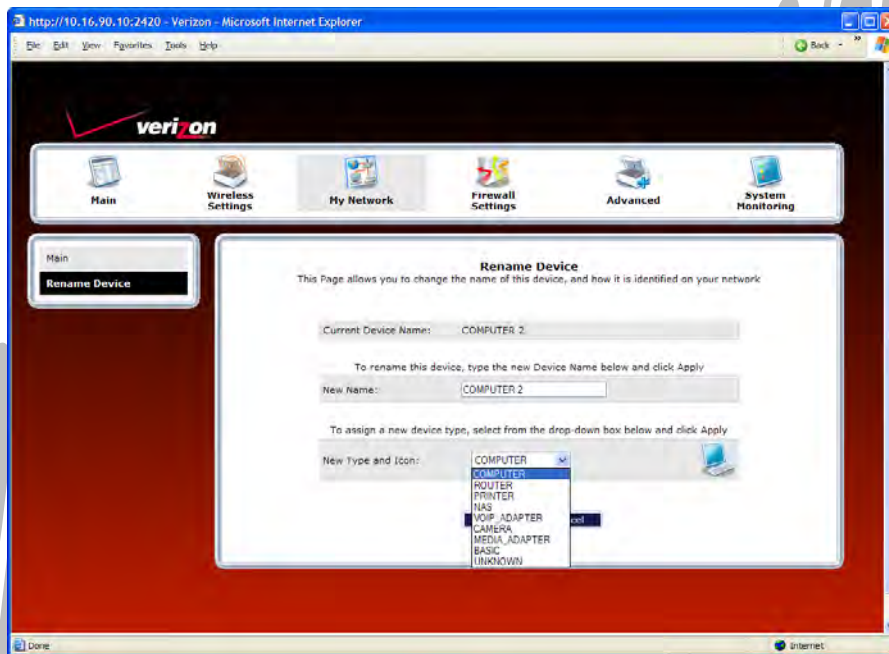 http://10.16.90.10:2420 - Verizon - Microsoft Internet Explorer
File Edit View Favorites Tools Help
Back
verizon
Main
Wireless Settings
My Network
Firewall Settings
Advanced
System Monitoring
Main
Rename Device
Rename Device
This Page allows you to change the name of this device, and how it is identified on your network
Current Device Name: COMPUTER 2
To rename this device, type the new Device Name below and click Apply
New Name: COMPUTER 2
To assign a new device type, select from the drop-down box below and click Apply
New Type and Icon: COMPUTER
COMPUTER
ROUTER
PRINTER
NAS
VOIP_ADAPTER
CAMERA
MEDIA_ADAPTER
BASIC
UNKNOWN
Done
Internet